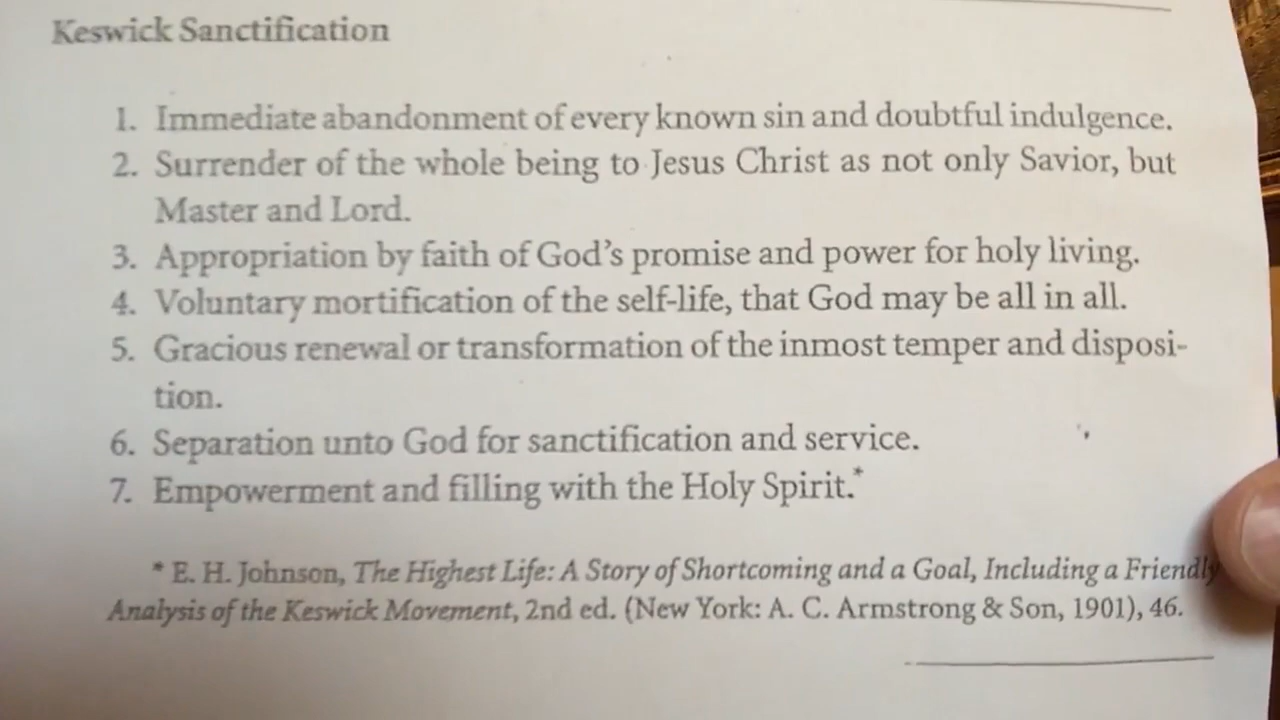 Keswick Sanctification
1. Immediate abandonment of every known sin and doubtful indulgence.
2. Surrender of the whole being to Jesus Christ as not only Savior, but
Master and Lord.
3. Appropriation by faith of God's promise and power for holy living.
4. Voluntary mortification of the self-life, that God may be all in all.
5. Gracious renewal or transformation of the inmost temper and disposi-
tion.
6. Separation unto God for sanctification and service.
7. Empowerment and filling with the Holy Spirit.*
* E. H. Johnson, The Highest Life: A Story of Shortcoming and a Goal, Including a Friendly
Analysis of the Keswick Movement, 2nd ed. (New York: A. C. Armstrong & Son, 1901), 46.